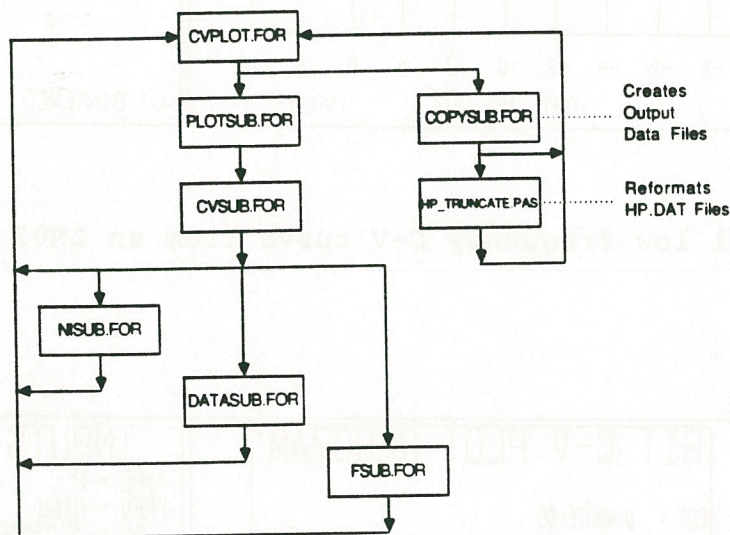 CVPLOT.FOR
PLOTSUB.FOR
COPYSUB.FOR
Creates
Output
Data Files
CVSUB.FOR
HP_TRUNCATE.PAS
Reformats
HP.DAT Files
NISUB.FOR
DATASUB.FOR
FSUB.FOR